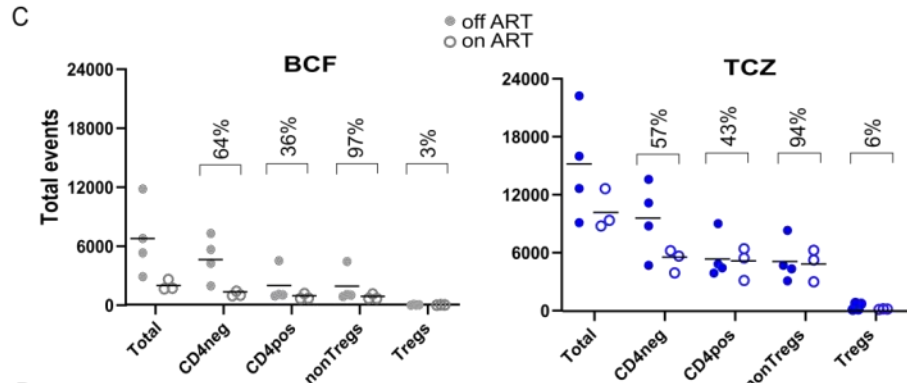 C
off ART
on ART
BCF
TCZ
Total events
24000
18000
12000
6000
0
64%
36%
97%
3%
Total
CD4neg
CD4pos
nonTregs
Tregs
24000
18000
12000
6000
0
57%
43%
94%
6%
Total
CD4neg
CD4pos
nonTregs
Tregs